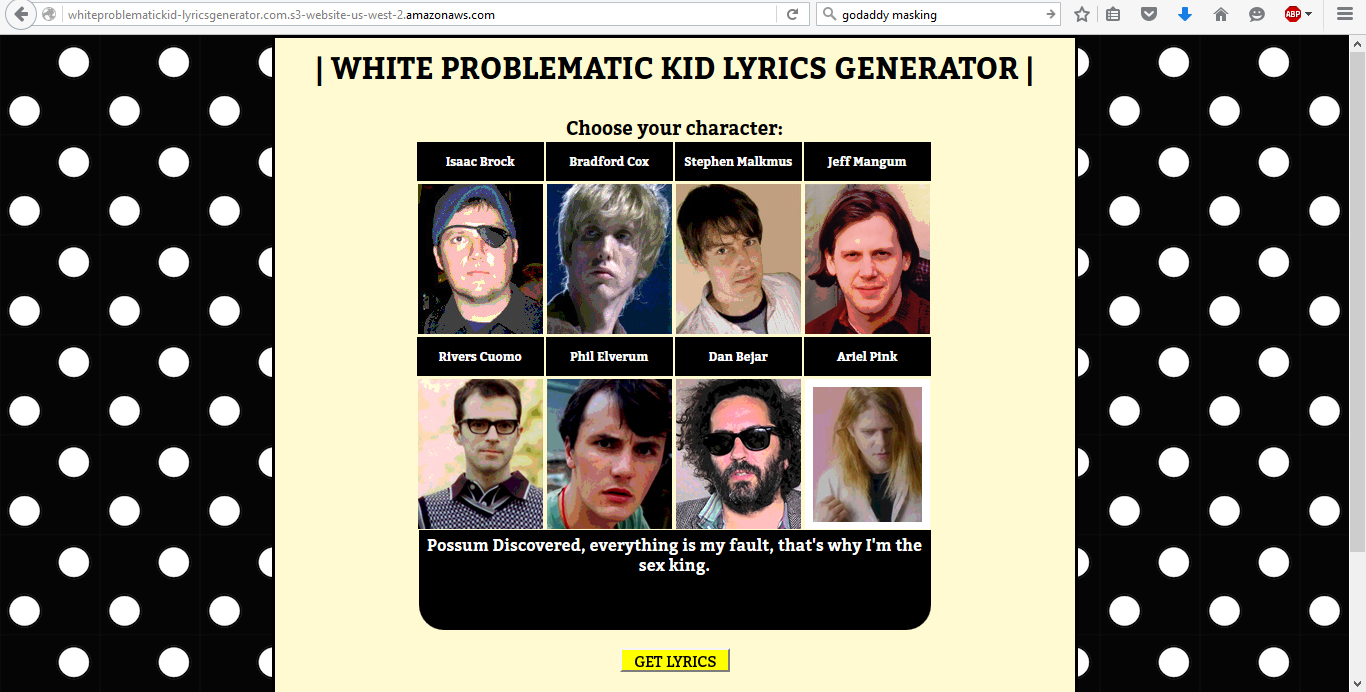 whiteproblematickid-lyricsgenerator.com.s3-website-us-west-2.amazonaws.com
godaddy masking
ABP
| WHITE PROBLEMATIC KID LYRICS GENERATOR |
Choose your character:
Isaac Brock Bradford Cox Stephen Malkmus Jeff Mangum
Rivers Cuomo Phil Elverum Dan Bejar Ariel Pink
Possum Discovered, everything is my fault, that's why I'm the
sex king.
GET LYRICS